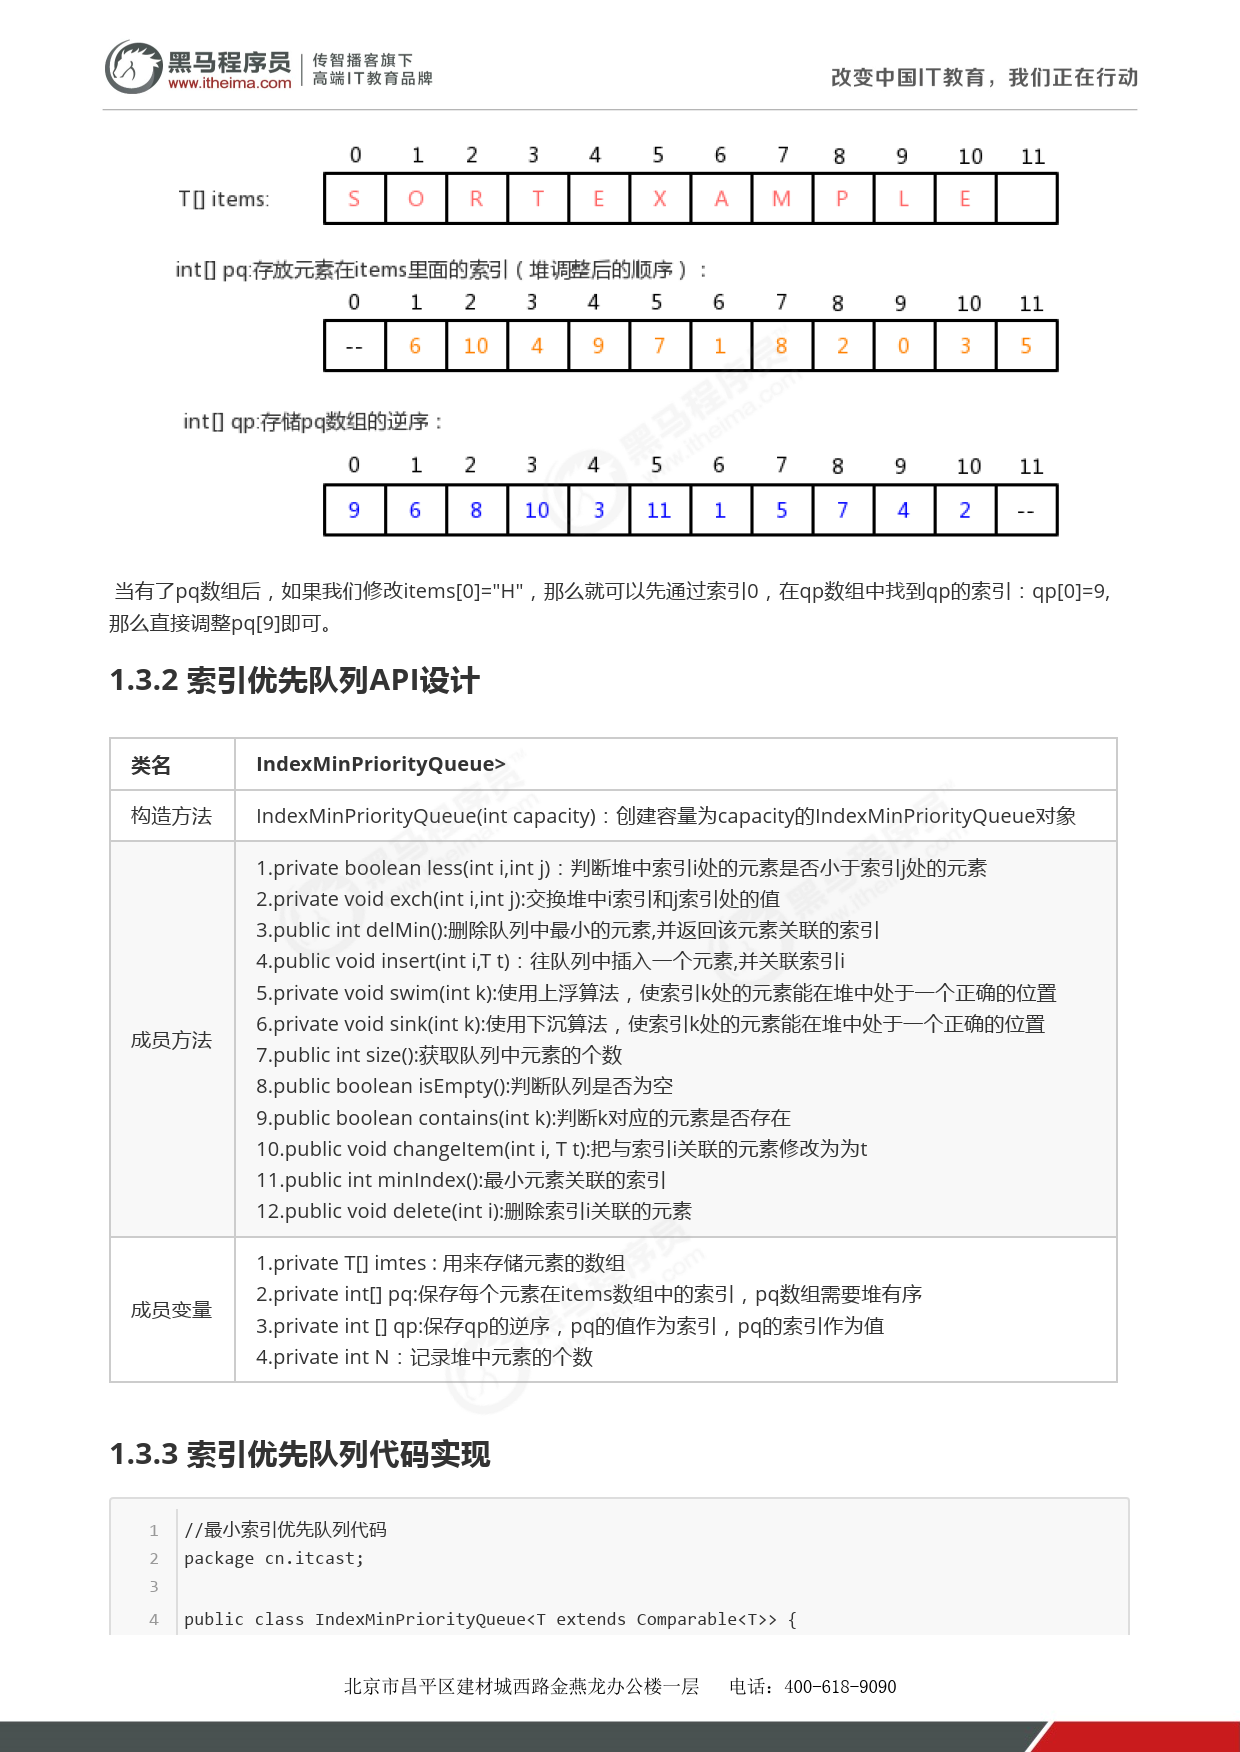 黑马程序员 传智播客旗下
www.itheima.com 高端IT教育品牌
改变中国IT教育，我们正在行动
0 1 2 3 4 5 6 7 8 9 10 11
T[] items: S O R T E X A M P L E
int[] pq:存放元素在items里面的索引（堆调整后的顺序）：
0 1 2 3 4 5 6 7 8 9 10 11
-- 6 10 4 9 7 1 8 2 0 3 5
int[] qp:存储pq数组的逆序：
0 1 2 3 4 5 6 7 8 9 10 11
9 6 8 10 3 11 1 5 7 4 2 --
当有了pq数组后，如果我们修改items[0]="H"，那么就可以先通过索引0，在qp数组中找到qp的索引：qp[0]=9,
那么直接调整pq[9]即可。
1.3.2 索引优先队列API设计
类名 IndexMinPriorityQueue>
构造方法 IndexMinPriorityQueue(int capacity)：创建容量为capacity的IndexMinPriorityQueue对象
成员方法
1.private boolean less(int i,int j)：判断堆中索引i处的元素是否小于索引j处的元素
2.private void exch(int i,int j):交换堆中i索引和j索引处的值
3.public int delMin():删除队列中最小的元素,并返回该元素关联的索引
4.public void insert(int i,T t)：往队列中插入一个元素,并关联索引i
5.private void swim(int k):使用上浮算法，使索引k处的元素能在堆中处于一个正确的位置
6.private void sink(int k):使用下沉算法，使索引k处的元素能在堆中处于一个正确的位置
7.public int size():获取队列中元素的个数
8.public boolean isEmpty():判断队列是否为空
9.public boolean contains(int k):判断k对应的元素是否存在
10.public void changeItem(int i, T t):把与索引i关联的元素修改为为t
11.public int minIndex():最小元素关联的索引
12.public void delete(int i):删除索引i关联的元素
成员变量
1.private T[] imtes : 用来存储元素的数组
2.private int[] pq:保存每个元素在items数组中的索引，pq数组需要堆有序
3.private int [] qp:保存qp的逆序，pq的值作为索引，pq的索引作为值
4.private int N：记录堆中元素的个数
1.3.3 索引优先队列代码实现
1 //最小索引优先队列代码
2 package cn.itcast;
3
4 public class IndexMinPriorityQueue<T extends Comparable<T>> {
北京市昌平区建材城西路金燕龙办公楼一层 电话：400-618-9090